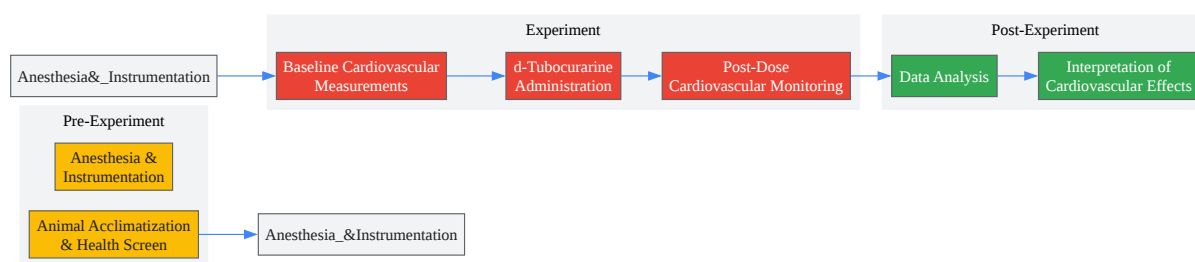 Experiment
Post-Experiment
Anesthesia&_Instrumentation
Baseline Cardiovascular
Measurements
d-Tubocurarine
Administration
Post-Dose
Cardiovascular Monitoring
Data Analysis
Interpretation of
Cardiovascular Effects
Pre-Experiment
Anesthesia &
Instrumentation
Animal Acclimatization
& Health Screen
Anesthesia_&Instrumentation